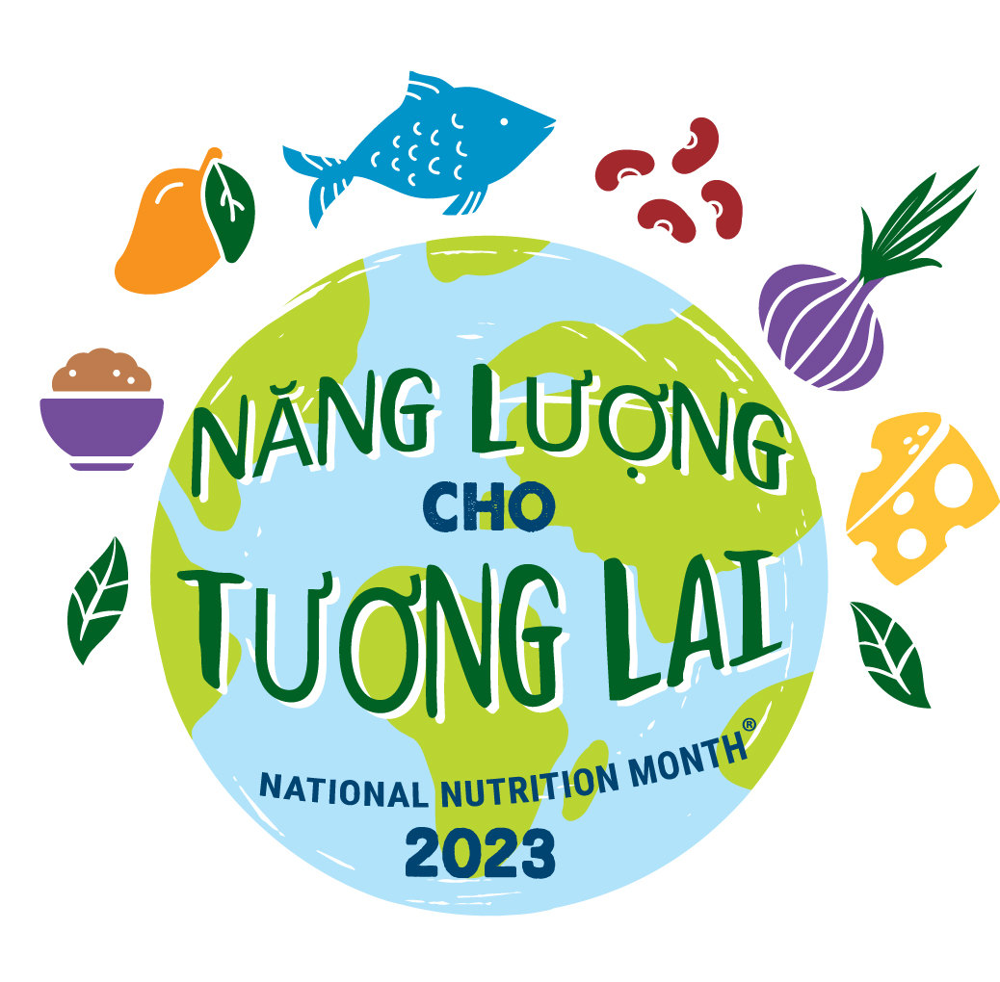 NĂNG LƯỢNG
CHO
TƯƠNG LAI
NATIONAL NUTRITION MONTH®
2023